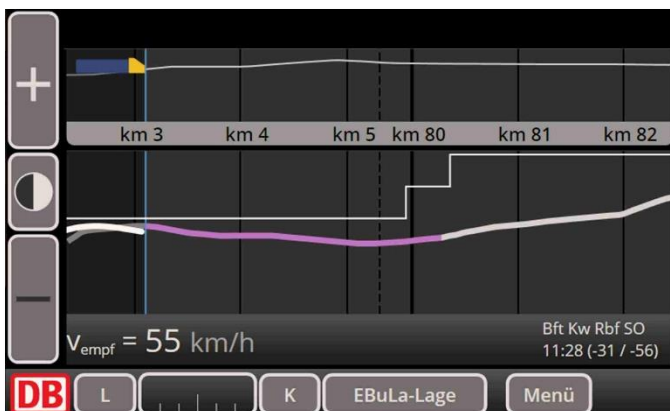 +
km 3 km 4 km 5 km 80 km 81 km 82
−
v_empf = 55 km/h
Bft Kw Rbf SO
11:28 (-31 / -56)
DB L K EBuLa-Lage Menü